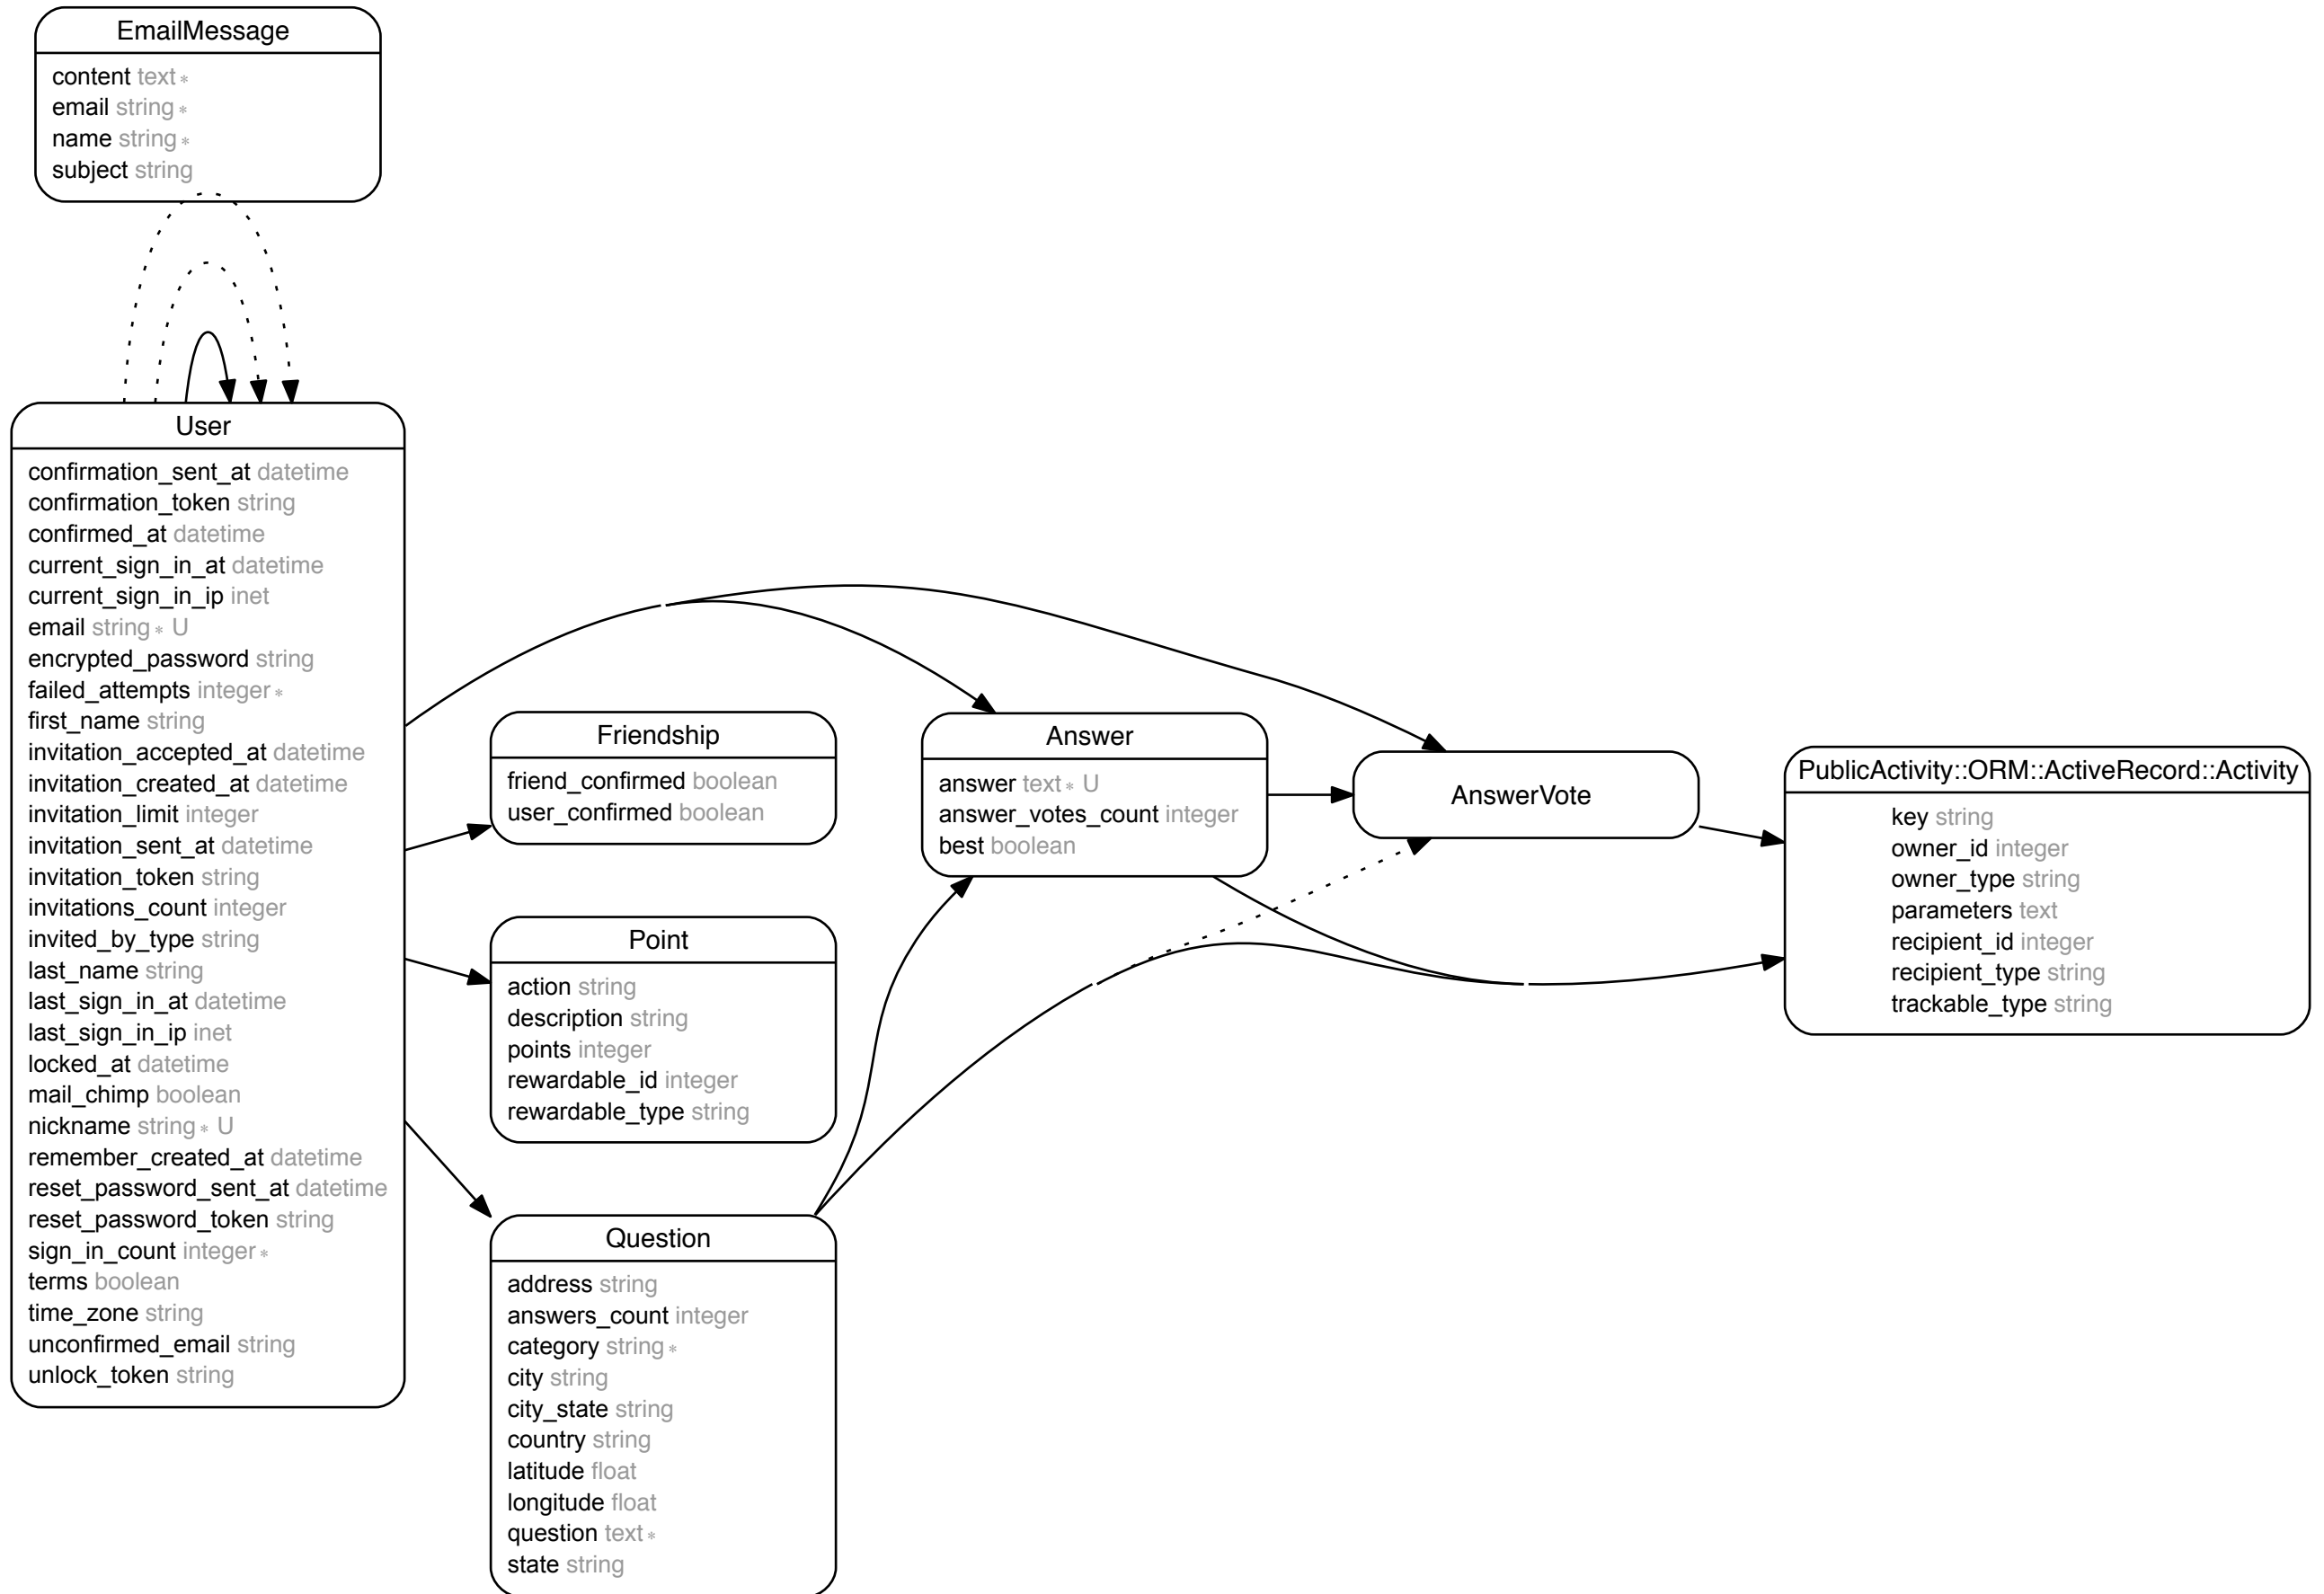 EmailMessage
content text *
email string *
name string *
subject string
User
confirmation_sent_at datetime
confirmation_token string
confirmed_at datetime
current_sign_in_at datetime
current_sign_in_ip inet
email string * U
encrypted_password string
failed_attempts integer *
first_name string
invitation_accepted_at datetime
invitation_created_at datetime
invitation_limit integer
invitation_sent_at datetime
invitation_token string
invitations_count integer
invited_by_type string
last_name string
last_sign_in_at datetime
last_sign_in_ip inet
locked_at datetime
mail_chimp boolean
nickname string * U
remember_created_at datetime
reset_password_sent_at datetime
reset_password_token string
sign_in_count integer *
terms boolean
time_zone string
unconfirmed_email string
unlock_token string
Friendship
friend_confirmed boolean
user_confirmed boolean
Point
action string
description string
points integer
rewardable_id integer
rewardable_type string
Question
address string
answers_count integer
category string *
city string
city_state string
country string
latitude float
longitude float
question text *
state string
Answer
answer text * U
answer_votes_count integer
best boolean
AnswerVote
PublicActivity::ORM::ActiveRecord::Activity
key string
owner_id integer
owner_type string
parameters text
recipient_id integer
recipient_type string
trackable_type string